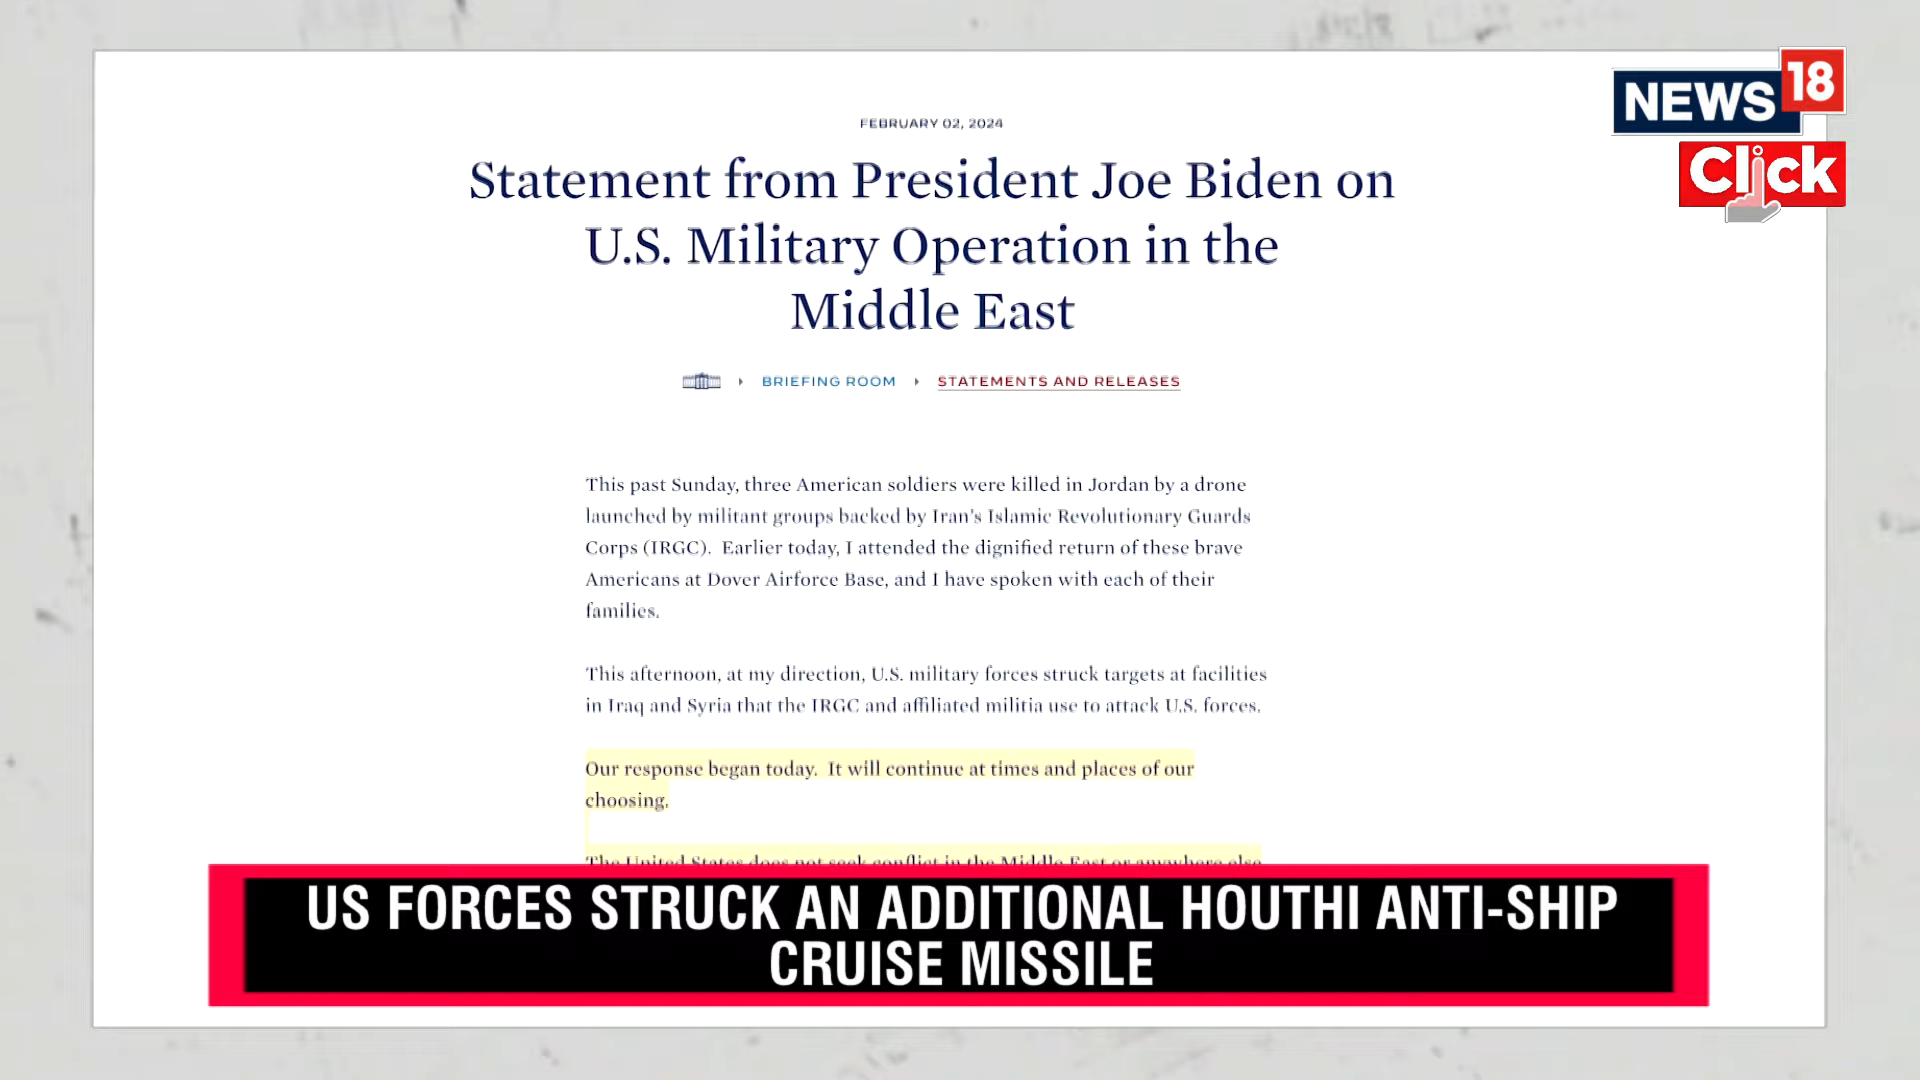 NEWS 18
Click
FEBRUARY 02, 2024
Statement from President Joe Biden on
U.S. Military Operation in the
Middle East
BRIEFING ROOM
STATEMENTS AND RELEASES
This past Sunday, three American soldiers were killed in Jordan by a drone
launched by militant groups backed by Iran's Islamic Revolutionary Guards
Corps (IRGC). Earlier today, I attended the dignified return of these brave
Americans at Dover Airforce Base, and I have spoken with each of their
families.
This afternoon, at my direction, U.S. military forces struck targets at facilities
in Iraq and Syria that the IRGC and affiliated militia use to attack U.S. forces.
Our response began today. It will continue at times and places of our
choosing.
The United States does not seek conflict in the Middle East or anywhere else
US FORCES STRUCK AN ADDITIONAL HOUTHI ANTI-SHIP
CRUISE MISSILE